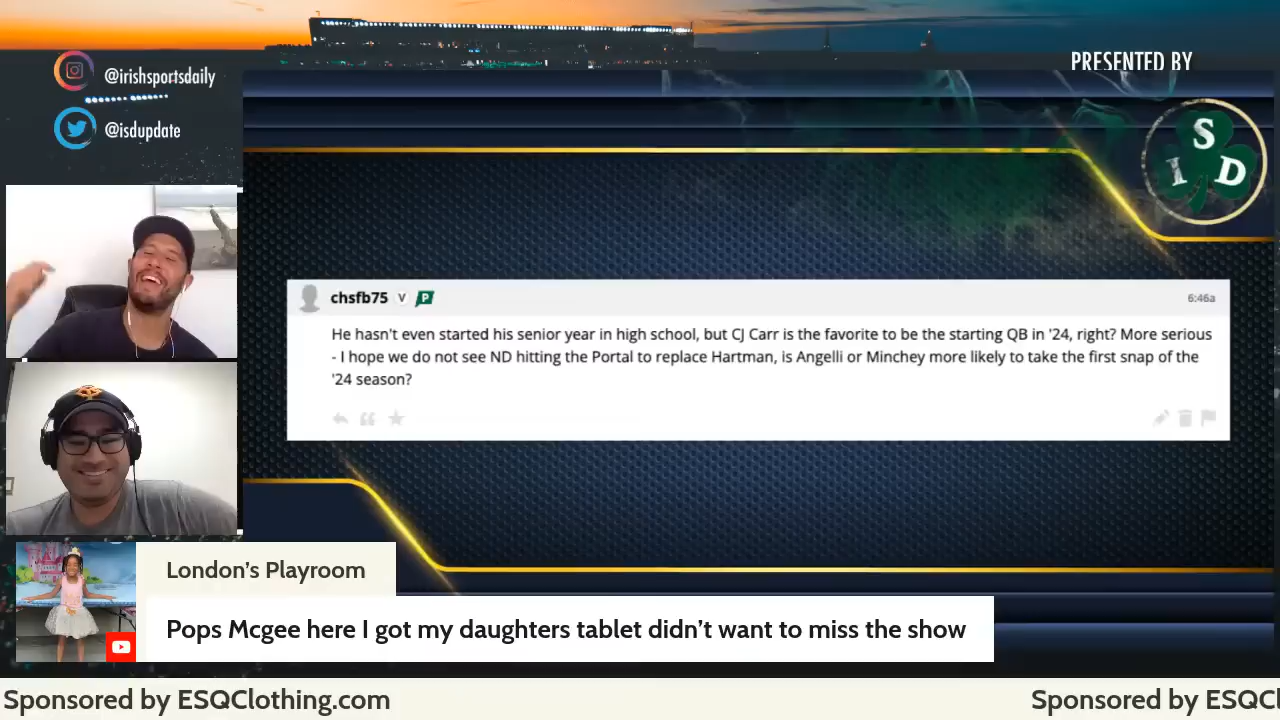 @irishsportsdaily
@isdupdate
PRESENTED BY
I S D
chsfb75 V P
6:46a
He hasn't even started his senior year in high school, but CJ Carr is the favorite to be the starting QB in '24, right? More serious
- I hope we do not see ND hitting the Portal to replace Hartman, is Angelli or Minchey more likely to take the first snap of the
'24 season?
London's Playroom
Pops Mcgee here I got my daughters tablet didn't want to miss the show
Sponsored by ESQClothing.com
Sponsored by ESQCl